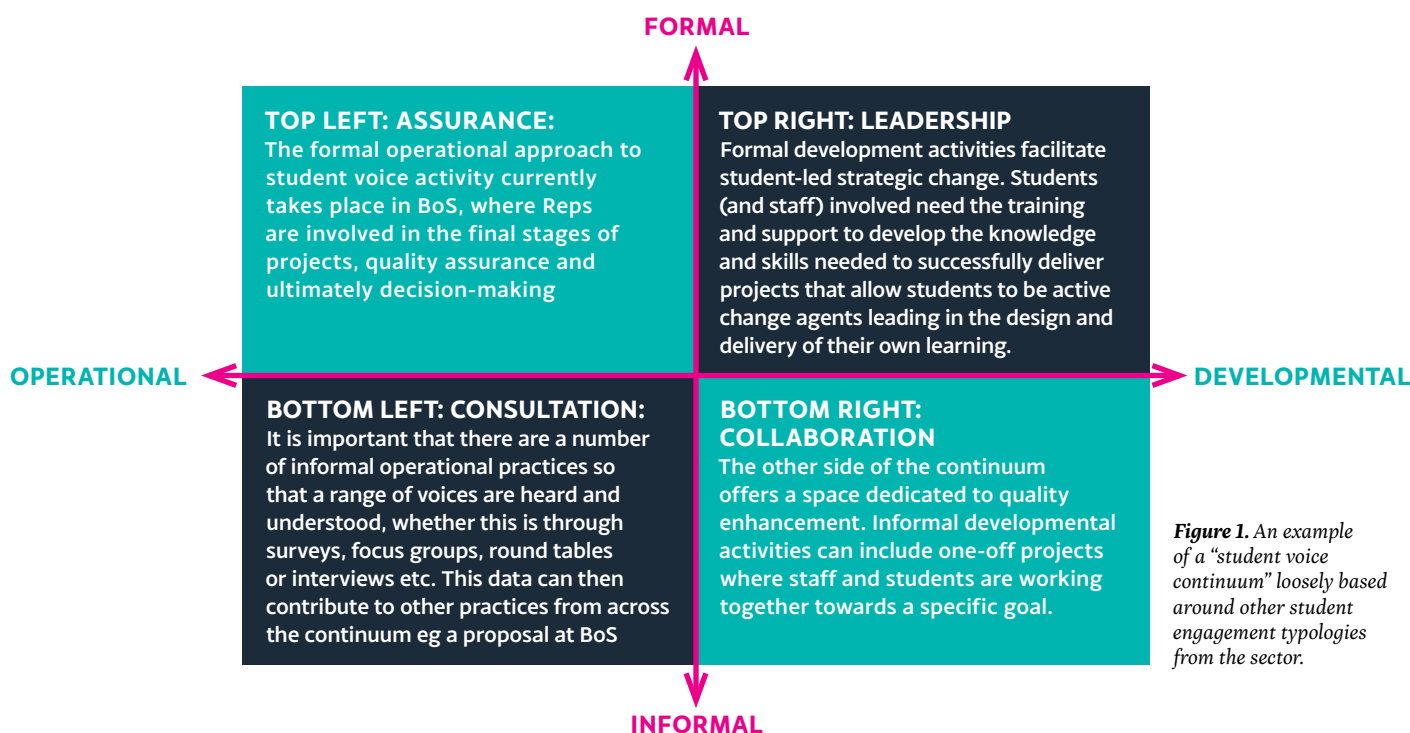 FORMAL
TOP LEFT: ASSURANCE:
The formal operational approach to
student voice activity currently
takes place in BoS, where Reps
are involved in the final stages of
projects, quality assurance and
ultimately decision-making
TOP RIGHT: LEADERSHIP
Formal development activities facilitate
student-led strategic change. Students
(and staff) involved need the training
and support to develop the knowledge
and skills needed to successfully deliver
projects that allow students to be active
change agents leading in the design and
delivery of their own learning.
OPERATIONAL
DEVELOPMENTAL
BOTTOM LEFT: CONSULTATION:
It is important that there are a number
of informal operational practices so
that a range of voices are heard and
understood, whether this is through
surveys, focus groups, round tables
or interviews etc. This data can then
contribute to other practices from across
the continuum eg a proposal at BoS
BOTTOM RIGHT:
COLLABORATION
The other side of the continuum
offers a space dedicated to quality
enhancement. Informal developmental
activities can include one-off projects
where staff and students are working
together towards a specific goal.
Figure 1. An example
of a “student voice
continuum” loosely based
around other student
engagement typologies
from the sector.
INFORMAL